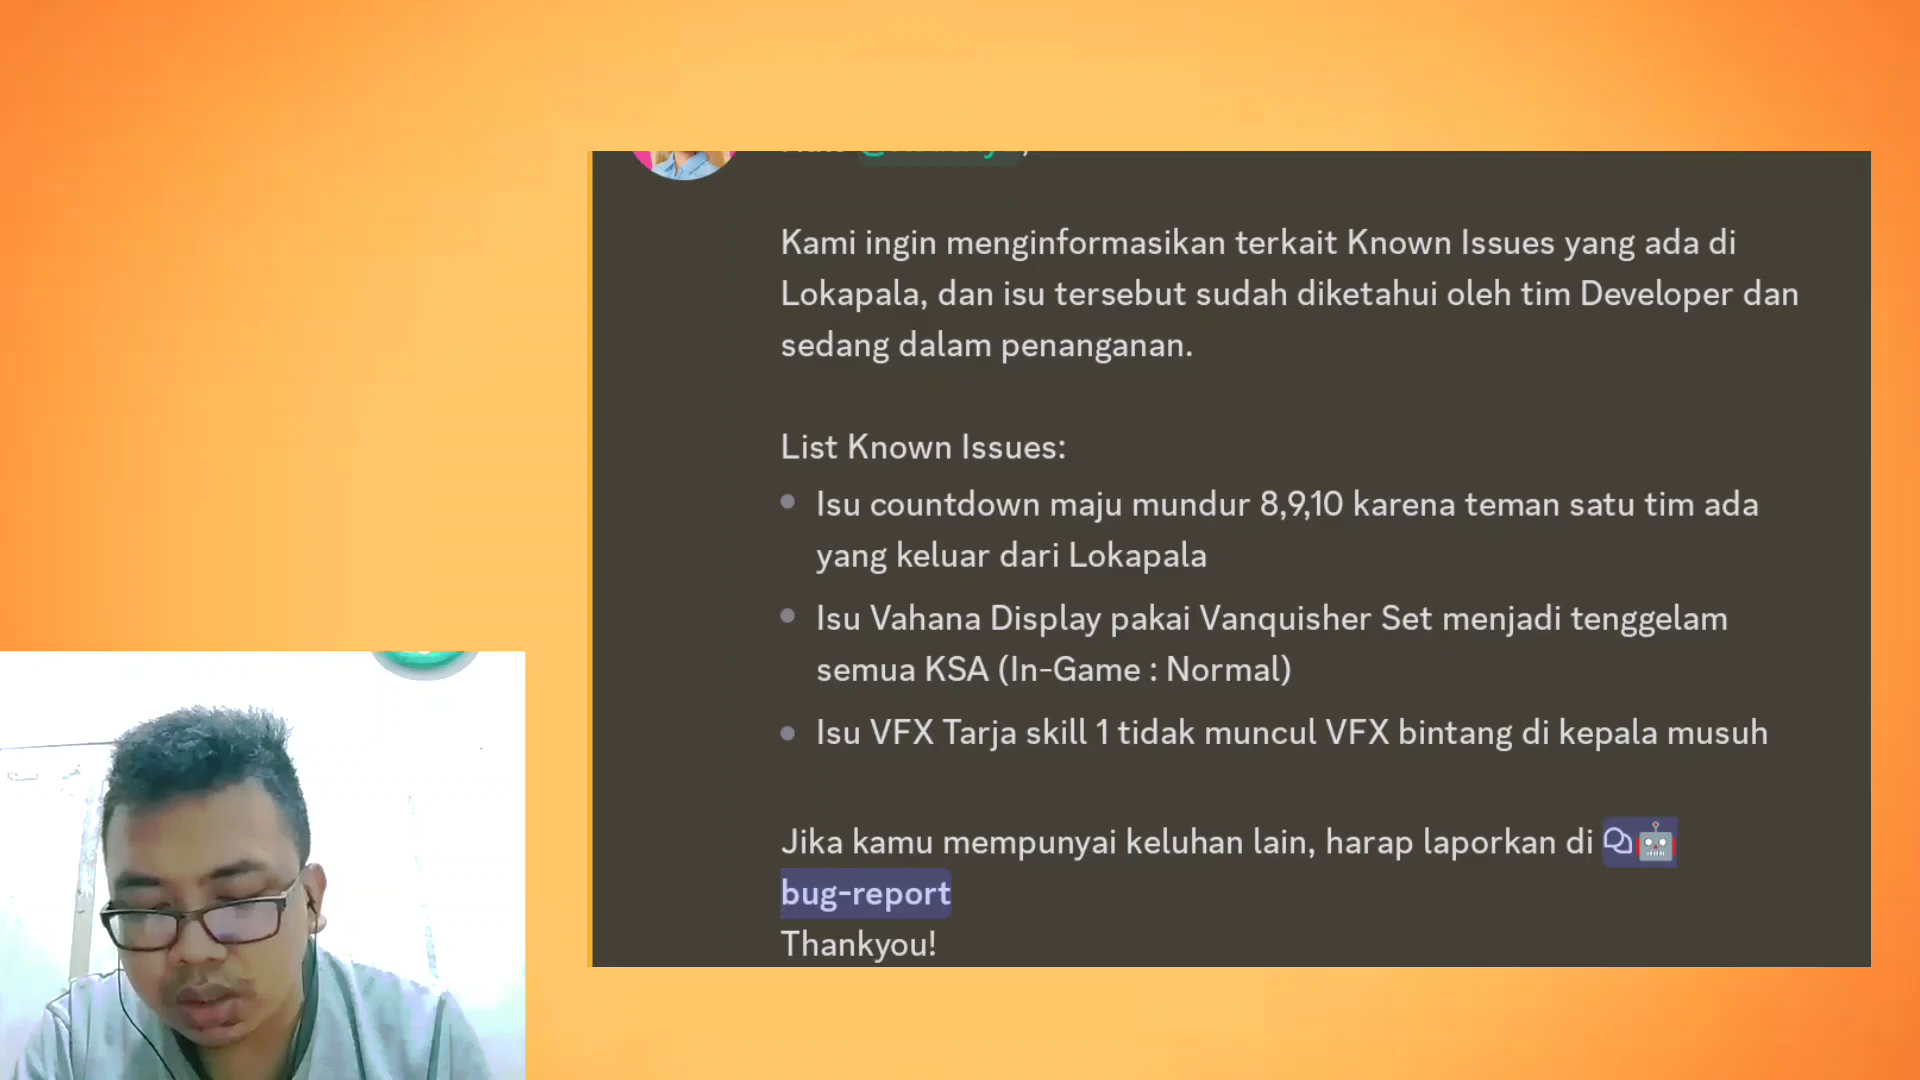 Kami ingin menginformasikan terkait Known Issues yang ada di
Lokapala, dan isu tersebut sudah diketahui oleh tim Developer dan
sedang dalam penanganan.
List Known Issues:
Isu countdown maju mundur 8,9,10 karena teman satu tim ada
yang keluar dari Lokapala
Isu Vahana Display pakai Vanquisher Set menjadi tenggelam
semua KSA (In-Game : Normal)
Isu VFX Tarja skill 1 tidak muncul VFX bintang di kepala musuh
Jika kamu mempunyai keluhan lain, harap laporkan di
bug-report
Thankyou!